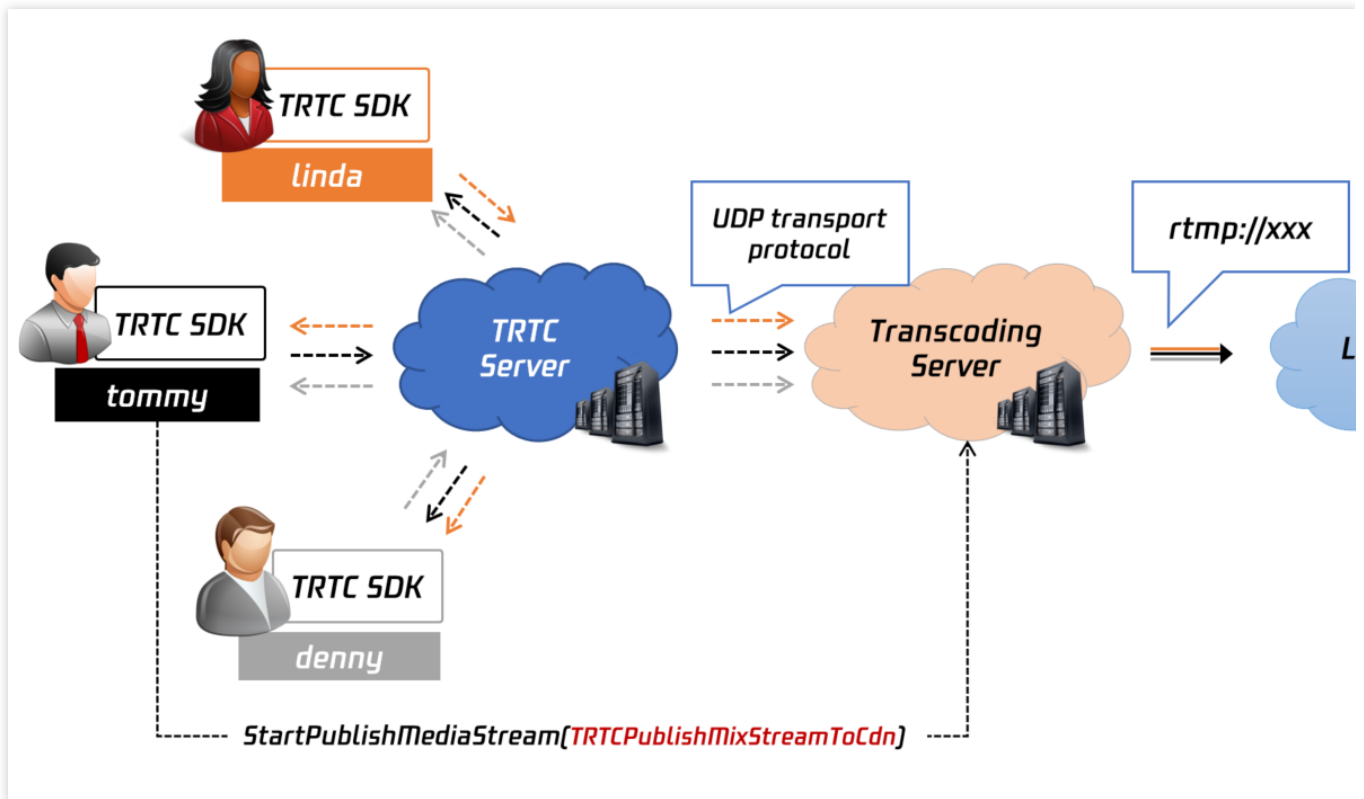 TRTC SDK
linda
UDP transport
protocol
rtmp://xxx
TRTC SDK
tommy
TRTC
Server
Transcoding
Server
L
TRTC SDK
denny
StartPublishMediaStream(TRTCPublishMixStreamToCdn)